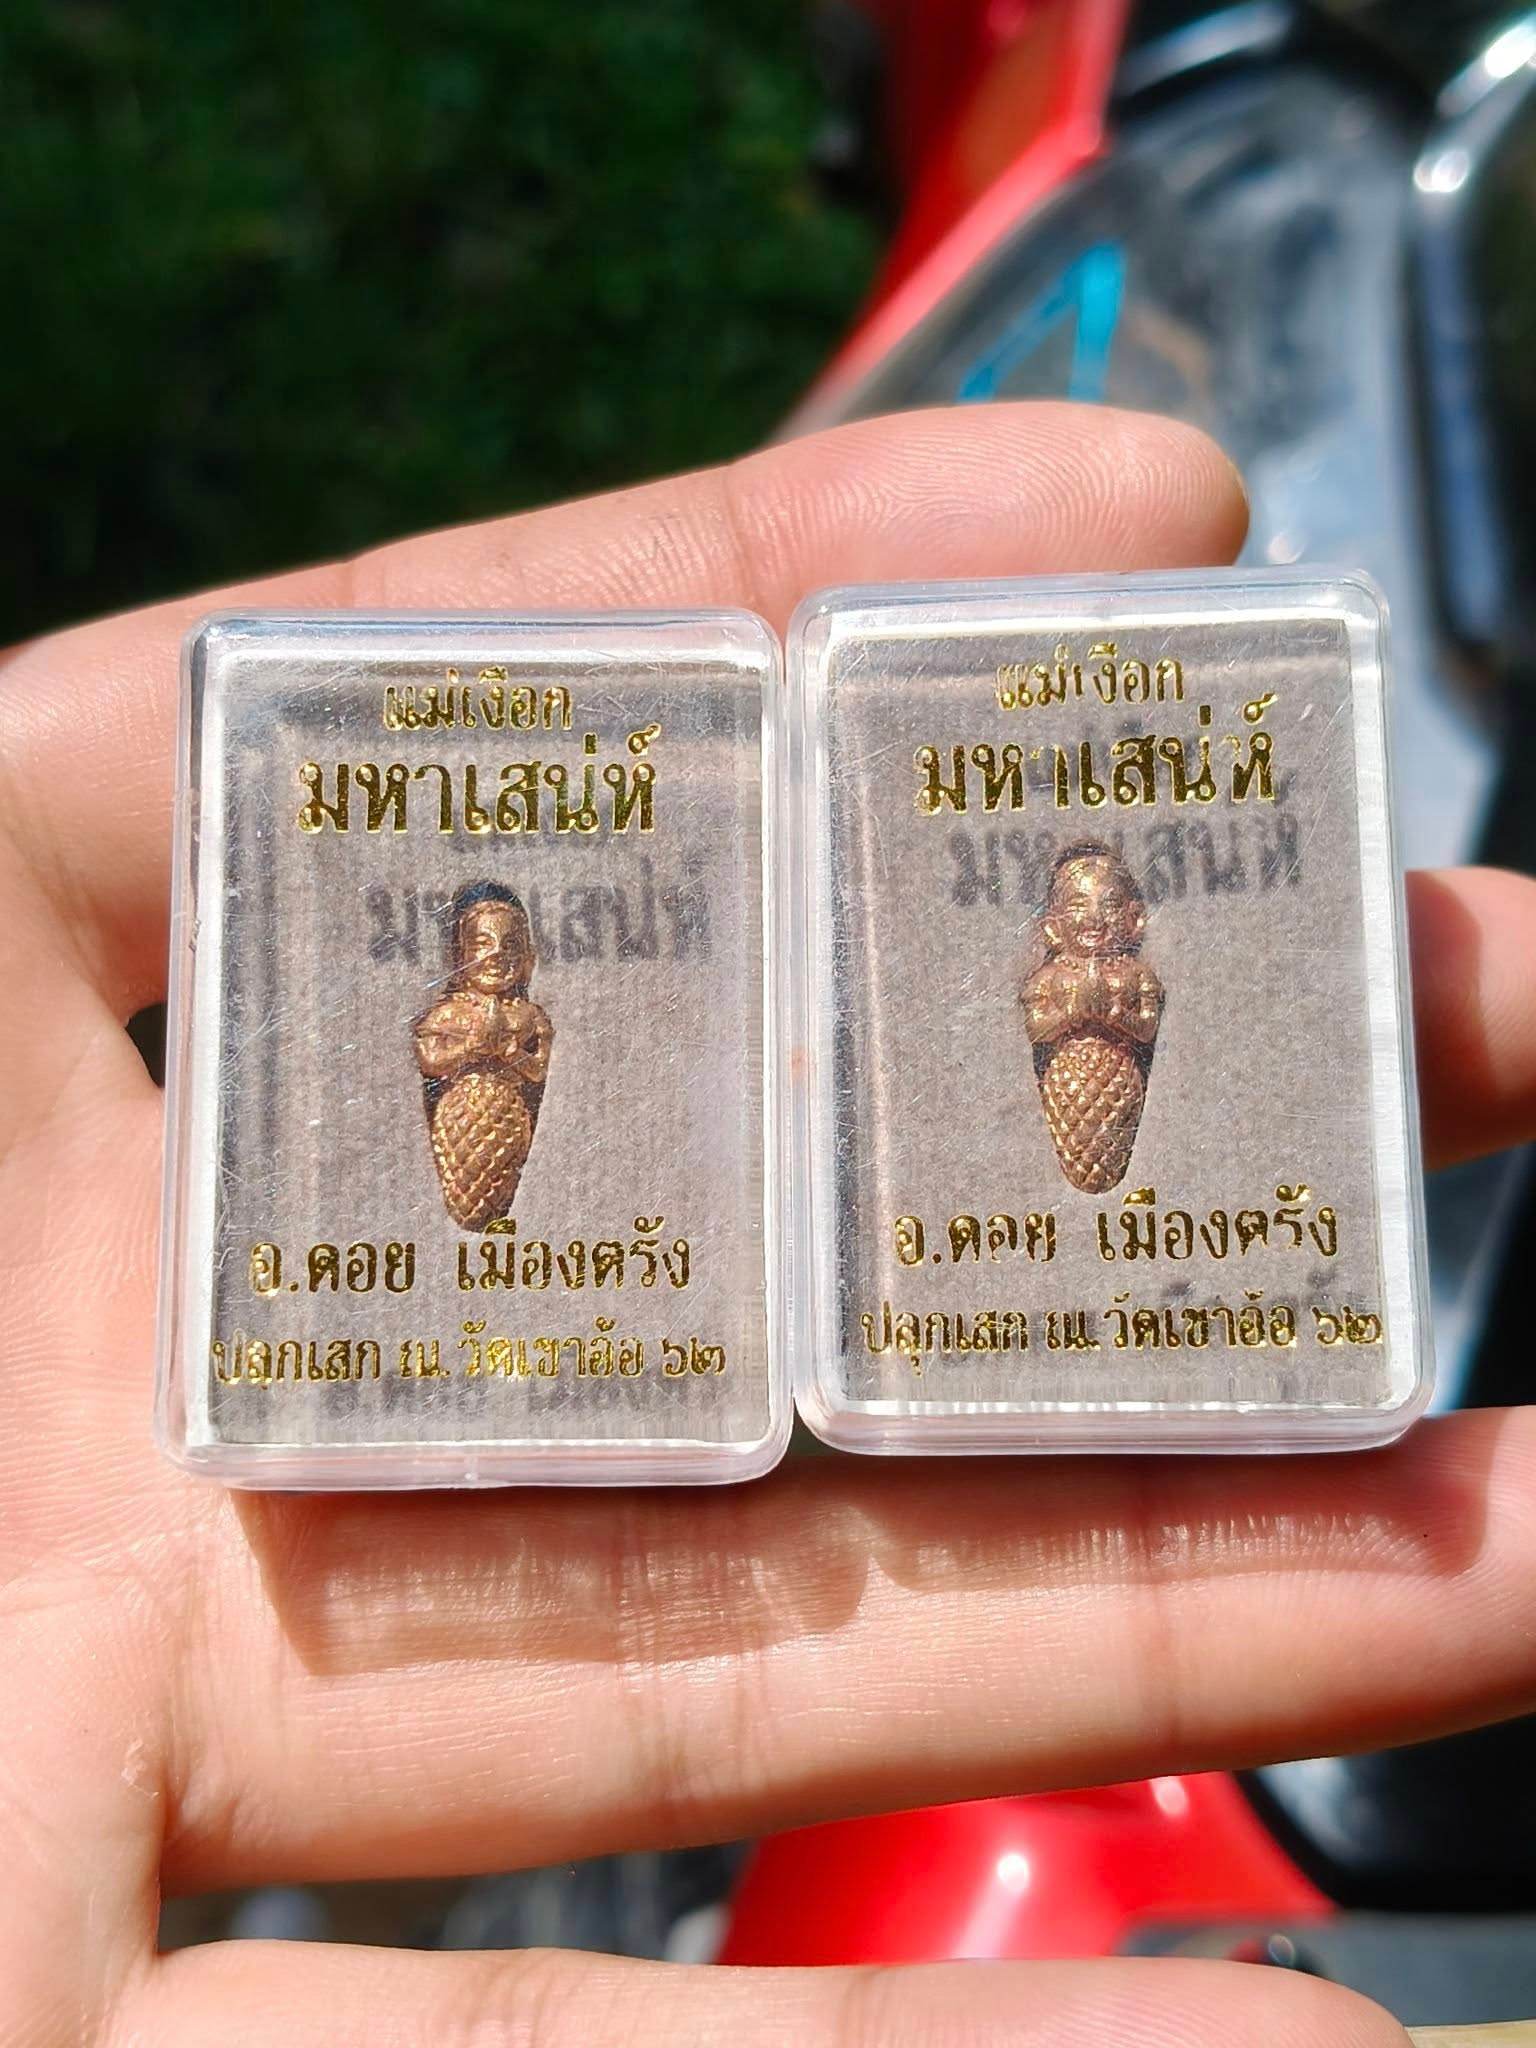 แม่เงือก
มหาเสน่ห์
อ.ดอย เมืองตรัง
ปลุกเสก ณ.วัดเขาอ้อ ๖๒
แม่เงือก
มหาเสน่ห์
อ.ดอย เมืองตรัง
ปลุกเสก ณ.วัดเขาอ้อ ๖๒